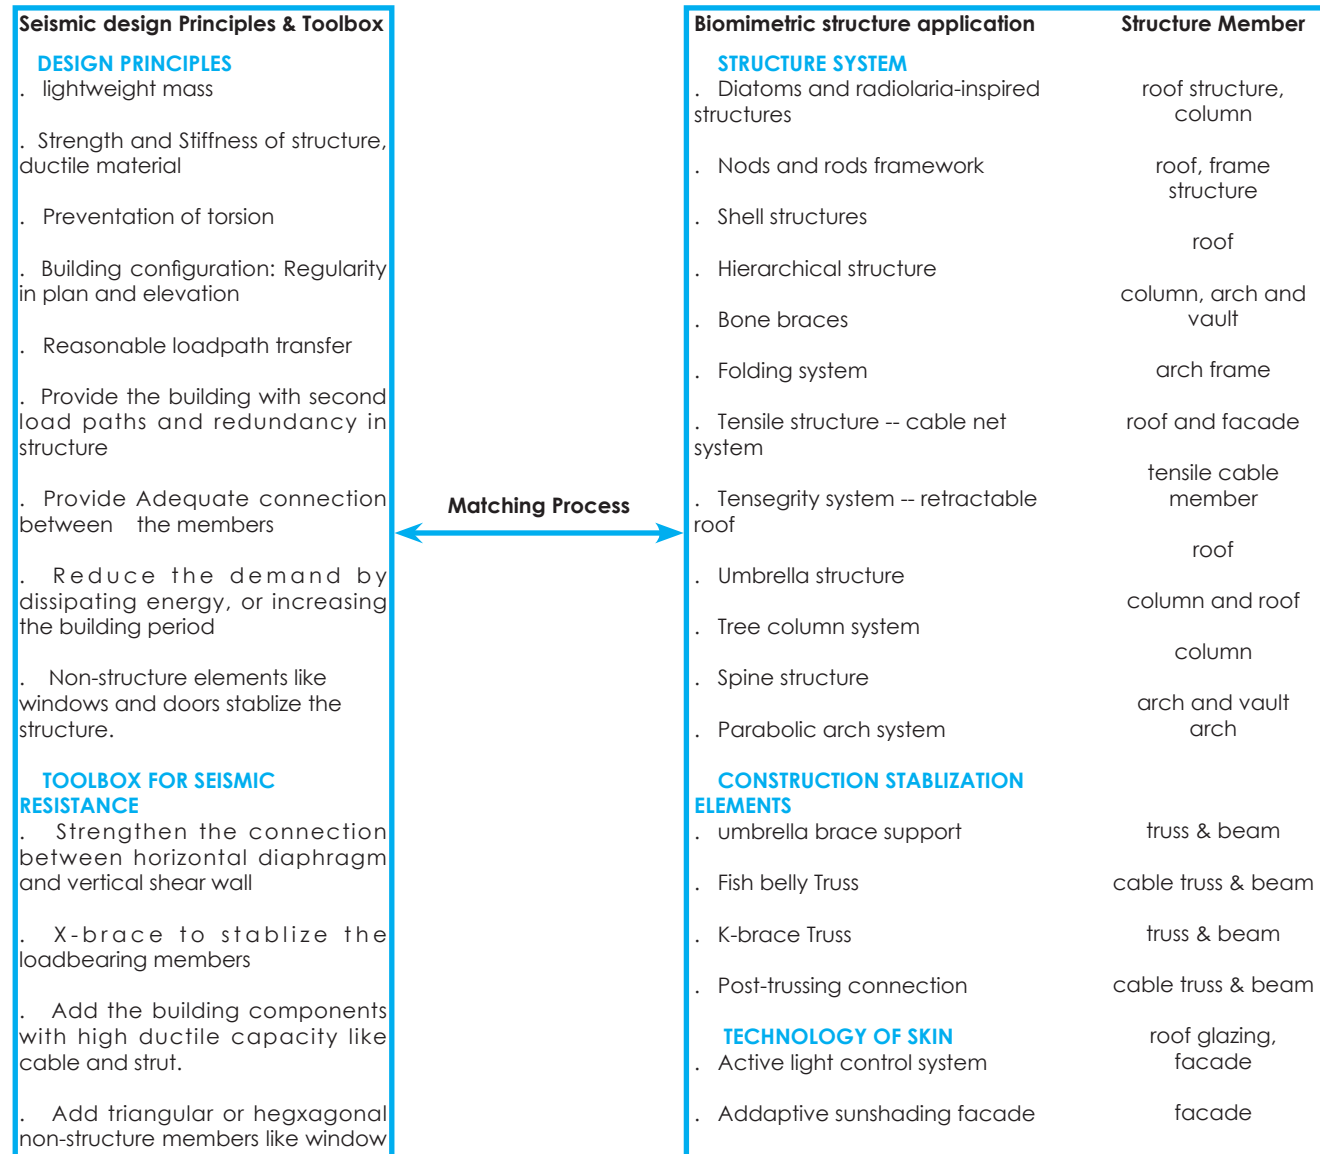 Seismic design Principles & Toolbox
DESIGN PRINCIPLES
. lightweight mass
. Strength and Stiffness of structure,
ductile material
. Preventation of torsion
. Building configuration: Regularity
in plan and elevation
. Reasonable loadpath transfer
. Provide the building with second
load paths and redundancy in
structure
. Provide Adequate connection
between the members
. Reduce the demand by
dissipating energy, or increasing
the building period
. Non-structure elements like
windows and doors stablize the
structure.
TOOLBOX FOR SEISMIC
RESISTANCE
. Strengthen the connection
between horizontal diaphragm
and vertical shear wall
. X-brace to stablize the
loadbearing members
. Add the building components
with high ductile capacity like
cable and strut.
. Add triangular or hegxagonal
non-structure members like window
Matching Process
Biomimetric structure application
STRUCTURE SYSTEM
. Diatoms and radiolaria-inspired
structures
. Nods and rods framework
. Shell structures
. Hierarchical structure
. Bone braces
. Folding system
. Tensile structure -- cable net
system
. Tensegrity system -- retractable
roof
. Umbrella structure
. Tree column system
. Spine structure
. Parabolic arch system
CONSTRUCTION STABLIZATION
ELEMENTS
. umbrella brace support
. Fish belly Truss
. K-brace Truss
. Post-trussing connection
TECHNOLOGY OF SKIN
. Active light control system
. Addaptive sunshading facade
Structure Member
roof structure,
column
roof, frame
structure
roof
column, arch and
vault
arch frame
roof and facade
tensile cable
member
roof
column and roof
column
arch and vault
arch
truss & beam
cable truss & beam
truss & beam
cable truss & beam
roof glazing,
facade
facade